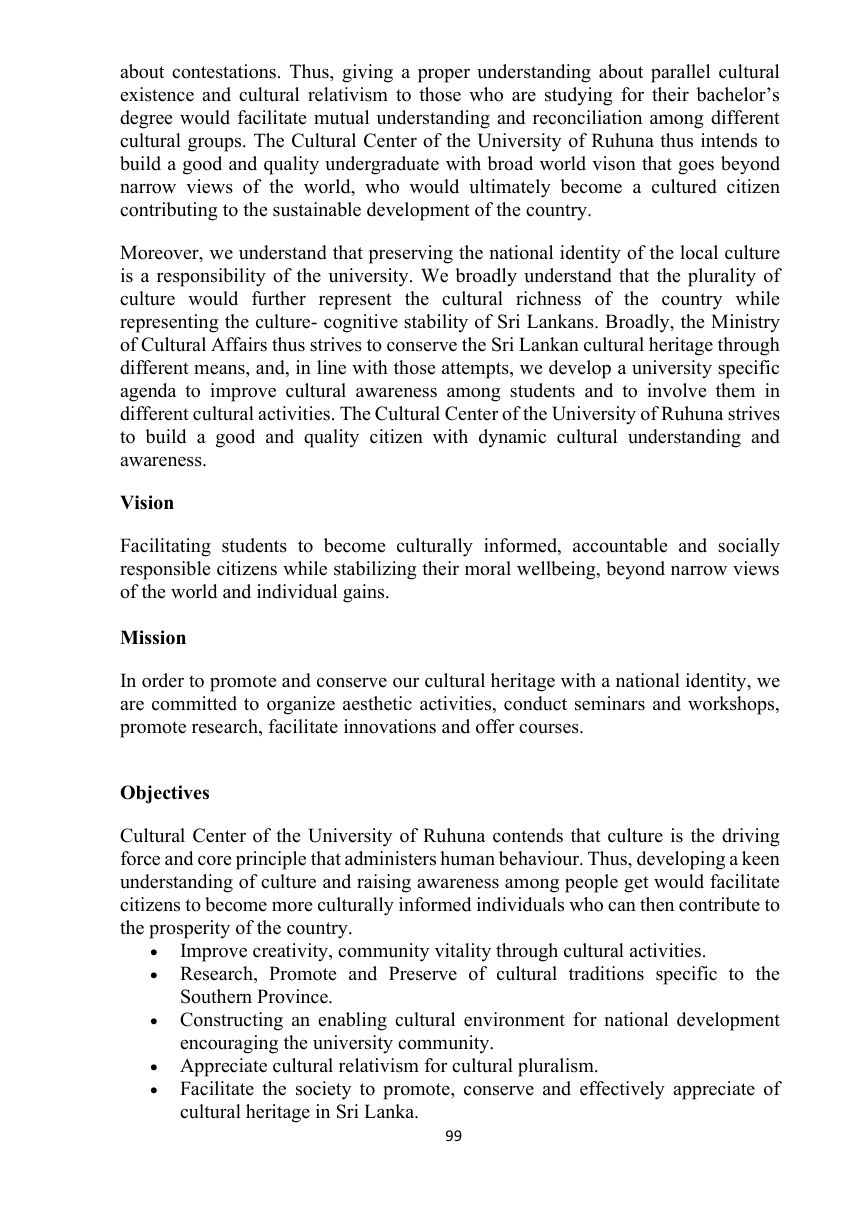 about contestations. Thus, giving a proper understanding about parallel cultural
existence and cultural relativism to those who are studying for their bachelor’s
degree would facilitate mutual understanding and reconciliation among different
cultural groups. The Cultural Center of the University of Ruhuna thus intends to
build a good and quality undergraduate with broad world vison that goes beyond
narrow views of the world, who would ultimately become a cultured citizen
contributing to the sustainable development of the country.
Moreover, we understand that preserving the national identity of the local culture
is a responsibility of the university. We broadly understand that the plurality of
culture would further represent the cultural richness of the country while
representing the culture- cognitive stability of Sri Lankans. Broadly, the Ministry
of Cultural Affairs thus strives to conserve the Sri Lankan cultural heritage through
different means, and, in line with those attempts, we develop a university specific
agenda to improve cultural awareness among students and to involve them in
different cultural activities. The Cultural Center of the University of Ruhuna strives
to build a good and quality citizen with dynamic cultural understanding and
awareness.
Vision
Facilitating students to become culturally informed, accountable and socially
responsible citizens while stabilizing their moral wellbeing, beyond narrow views
of the world and individual gains.
Mission
In order to promote and conserve our cultural heritage with a national identity, we
are committed to organize aesthetic activities, conduct seminars and workshops,
promote research, facilitate innovations and offer courses.
Objectives
Cultural Center of the University of Ruhuna contends that culture is the driving
force and core principle that administers human behaviour. Thus, developing a keen
understanding of culture and raising awareness among people get would facilitate
citizens to become more culturally informed individuals who can then contribute to
the prosperity of the country.
• Improve creativity, community vitality through cultural activities.
• Research, Promote and Preserve of cultural traditions specific to the
Southern Province.
• Constructing an enabling cultural environment for national development
encouraging the university community.
• Appreciate cultural relativism for cultural pluralism.
• Facilitate the society to promote, conserve and effectively appreciate of
cultural heritage in Sri Lanka.
99